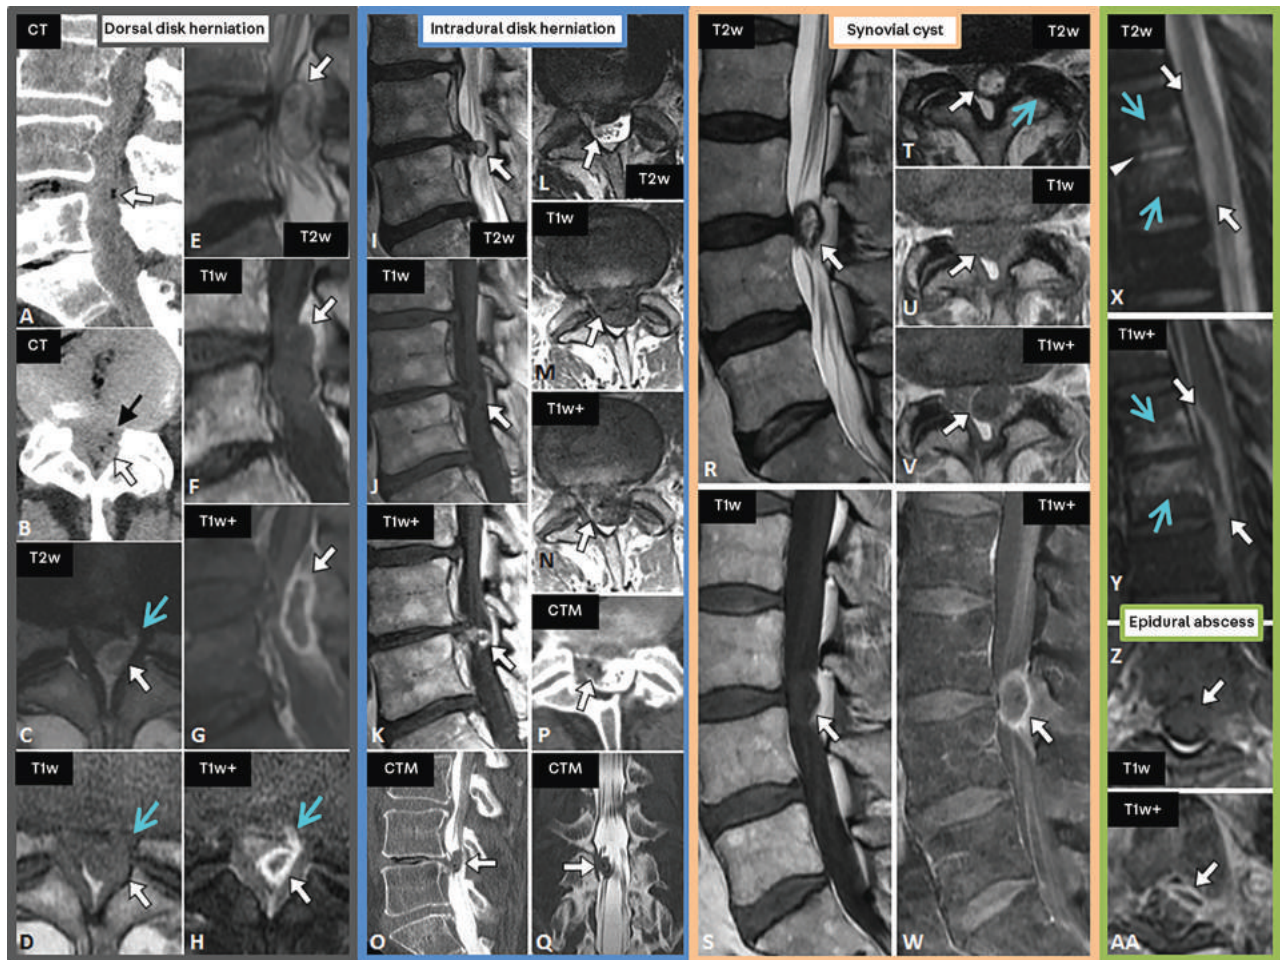 CT
Dorsal disk herniation
A
CT
B
T2w
C
T1w
D
E
T2w
T1w
F
T1w+
G
T1w+
H
Intradural disk herniation
I
T2w
T1w
J
T1w+
K
CTM
O
L
T2w
T1w
M
T1w+
N
CTM
P
CTM
Q
T2w
Synovial cyst
R
T2w
T
T1w
U
T1w+
V
T1w
S
T1w+
W
T2w
X
T1w+
Y
Epidural abscess
Z
T1w
T1w+
AA